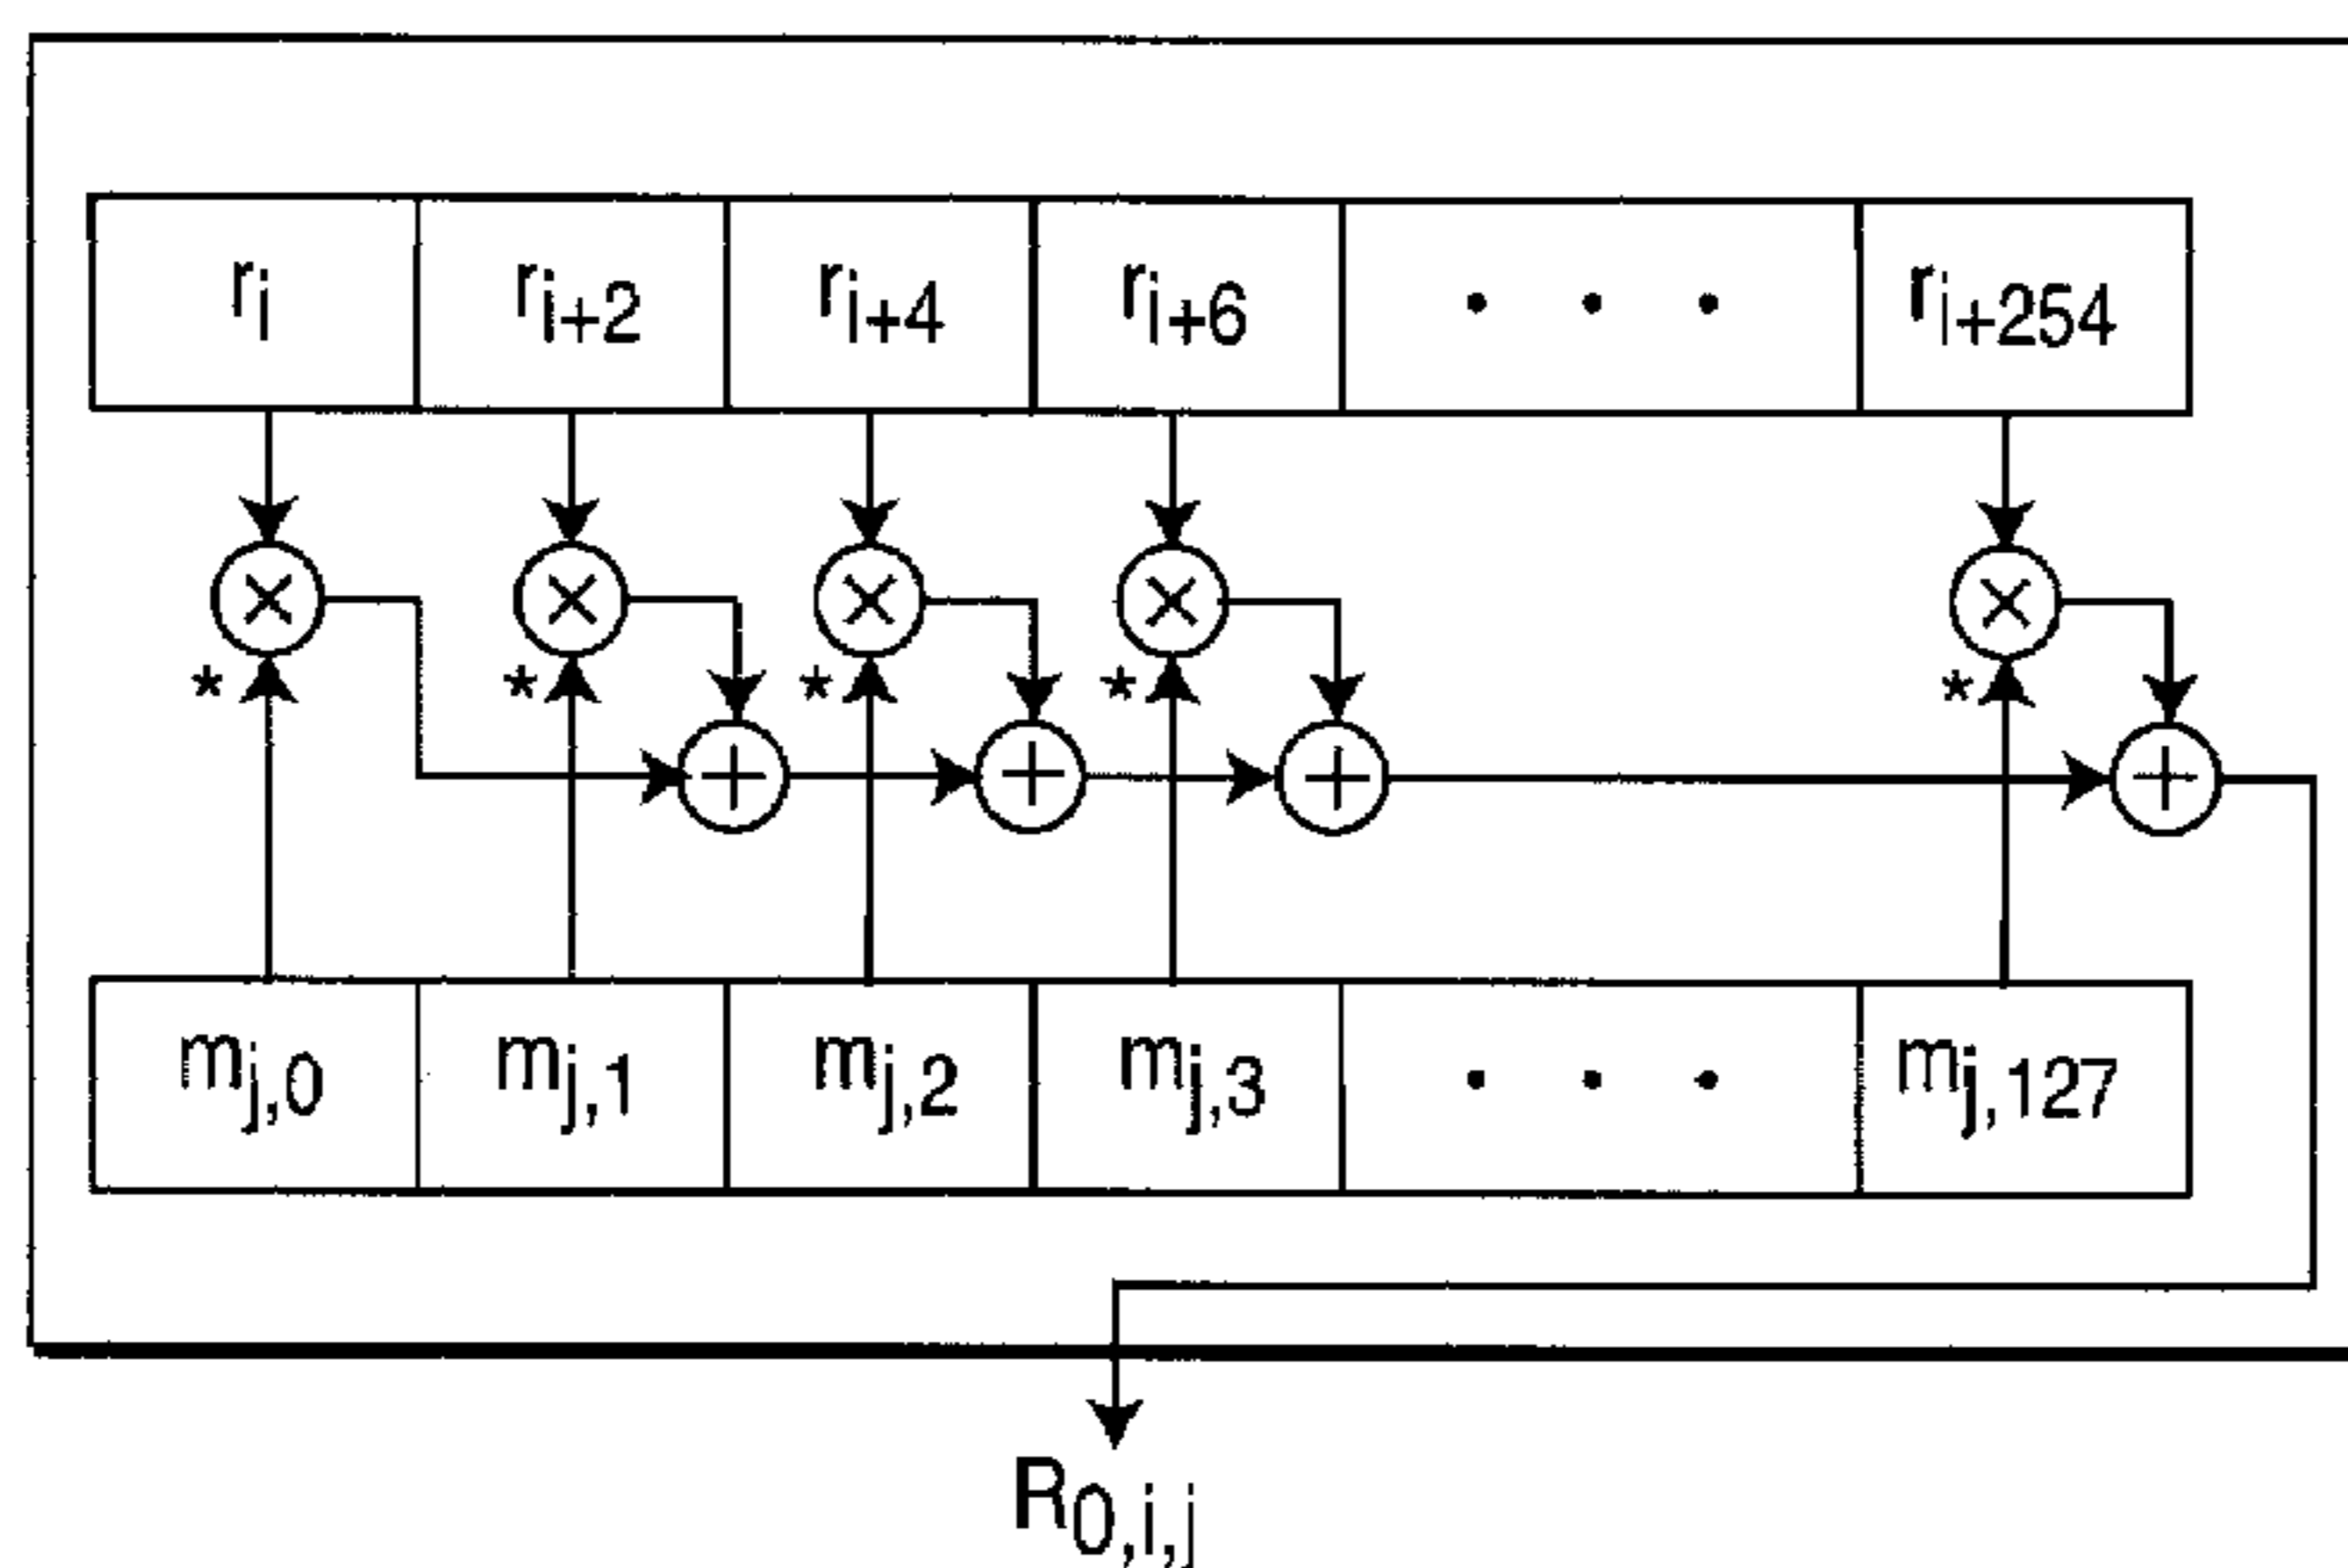 r_i r_{i+2} r_{i+4} r_{i+6} • • • r_{i+254}
* * * * *
m_{j,0} m_{j,1} m_{j,2} m_{j,3} • • • m_{j,127}
R_{0,i,j}